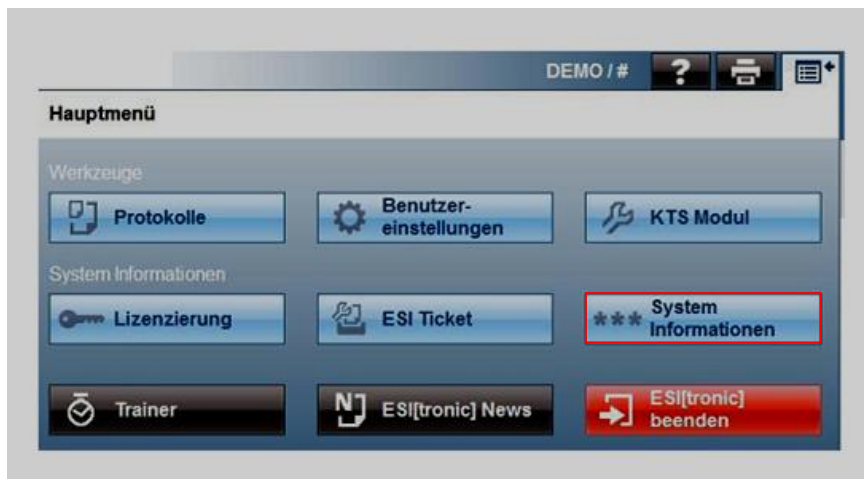 DEMO / #
?
Hauptmenü
Werkzeuge
Protokolle
Benutzer-
einstellungen
KTS Modul
System Informationen
Lizenzierung
ESI Ticket
***
System
Informationen
Trainer
N
ESI[tronic] News
ESI[tronic]
beenden